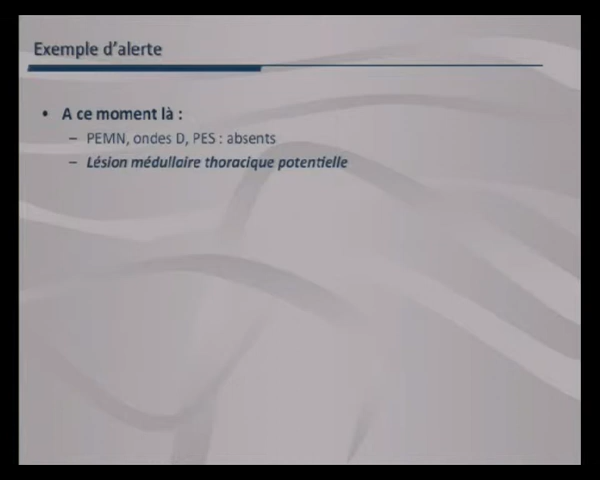 Exemple d'alerte
• A ce moment là :
– PEMN, ondes D, PES : absents
– Lésion médullaire thoracique potentielle